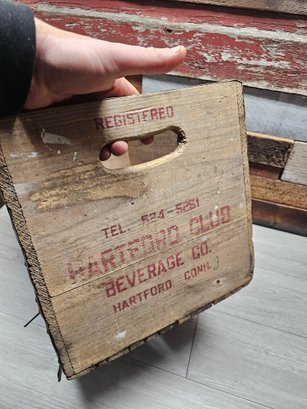 REGISTERED
TEL. 524-5251
HARTFORD CLUB
BEVERAGE CO.
HARTFORD CONN.